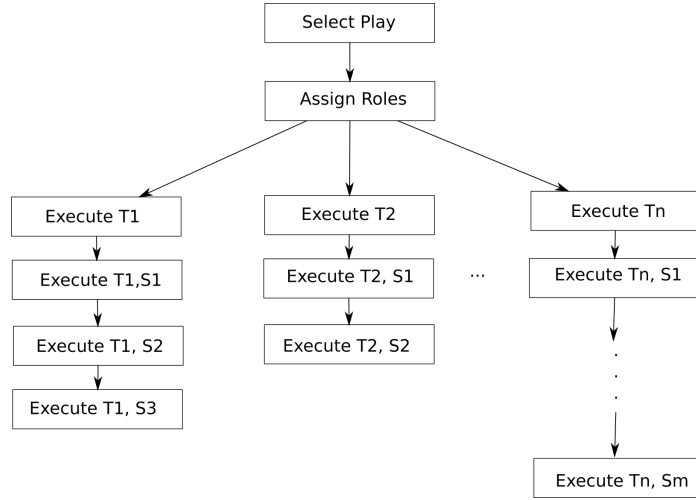 Select Play
Assign Roles
Execute T1
Execute T2
Execute Tn
Execute T1,S1
Execute T2, S1
...
Execute Tn, S1
Execute T1, S2
Execute T2, S2
.
.
.
Execute T1, S3
Execute Tn, Sm